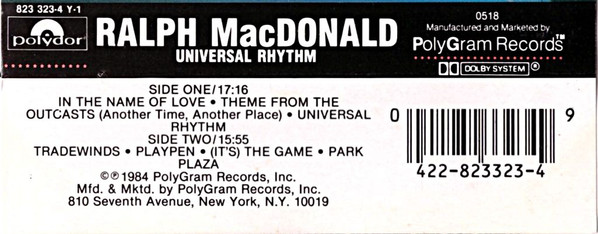 823 323-4 Y-1
polydor
RALPH MacDONALD
UNIVERSAL RHYTHM
0518
Manufactured and Marketed by
PolyGram Records™
DOLBY SYSTEM®
SIDE ONE/17:16
IN THE NAME OF LOVE • THEME FROM THE
OUTCASTS (Another Time, Another Place) • UNIVERSAL
RHYTHM
SIDE TWO/15:55
TRADEWINDS • PLAYPEN • (IT'S) THE GAME • PARK
PLAZA
©℗1984 PolyGram Records, Inc.
Mfd. & Mktd. by PolyGram Records, Inc.
810 Seventh Avenue, New York, N.Y. 10019
0 9
422-823323-4